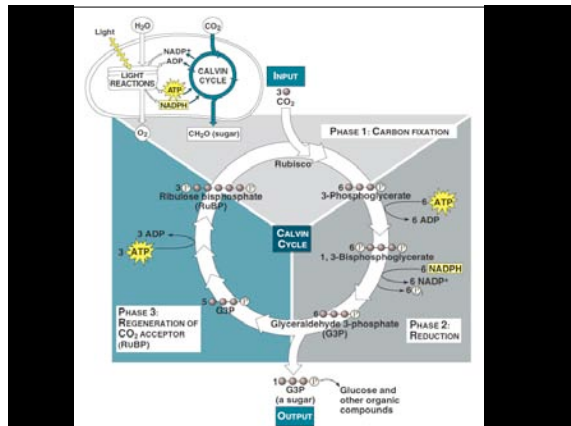 Light
H₂O
CO₂
NADP⁺
ADP
LIGHT
REACTIONS
CALVIN
CYCLE
ATP
NADPH
O₂
CH₂O (sugar)
INPUT
3
CO₂
PHASE 1: CARBON FIXATION
Rubisco
3 P P
Ribulose bisphosphate
(RuBP)
6 P
3-Phosphoglycerate
6 ATP
6 ADP
3 ADP
3 ATP
CALVIN
CYCLE
6 P P
1, 3-Bisphosphoglycerate
6 NADPH
6 NADP⁺
6 P i
5 P
G3P
6 P
Glyceraldehyde 3-phosphate
(G3P)
PHASE 3:
REGENERATION OF
CO₂ ACCEPTOR
(RuBP)
PHASE 2:
REDUCTION
1 P
G3P
(a sugar)
OUTPUT
Glucose and
other organic
compounds